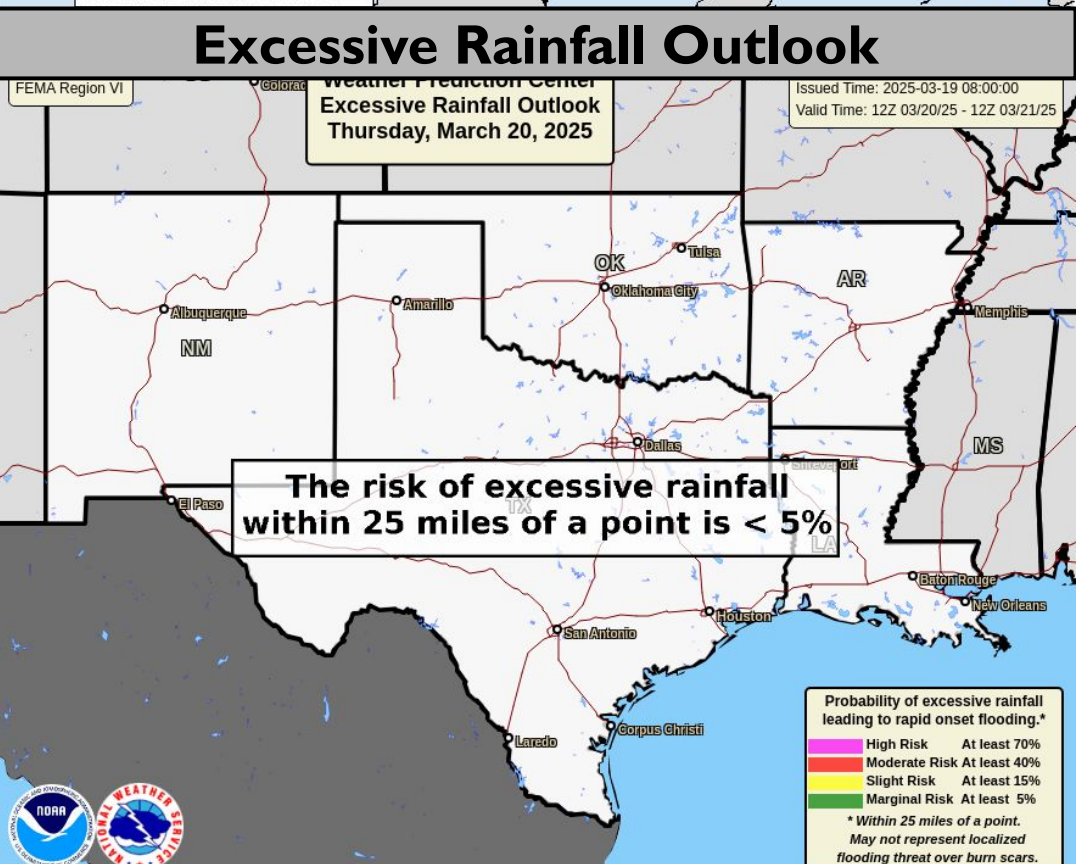 Excessive Rainfall Outlook
FEMA Region VI
Weather Prediction Center
Excessive Rainfall Outlook
Thursday, March 20, 2025
Issued Time: 2025-03-19 08:00:00
Valid Time: 12Z 03/20/25 - 12Z 03/21/25
Colorad
Tulsa
OK
Oklahoma City
AR
Amarillo
Albuquerque
Memphis
NM
Dallas
MS
Shreveport
The risk of excessive rainfall
within 25 miles of a point is < 5%
El Paso
TX
LA
Baton Rouge
New Orleans
Houston
San Antonio
Corpus Christi
Laredo
Probability of excessive rainfall
leading to rapid onset flooding.*
High Risk At least 70%
Moderate Risk At least 40%
Slight Risk At least 15%
Marginal Risk At least 5%
* Within 25 miles of a point.
May not represent localized
flooding threat over burn scars.
NOAA
NATIONAL WEATHER SERVICE